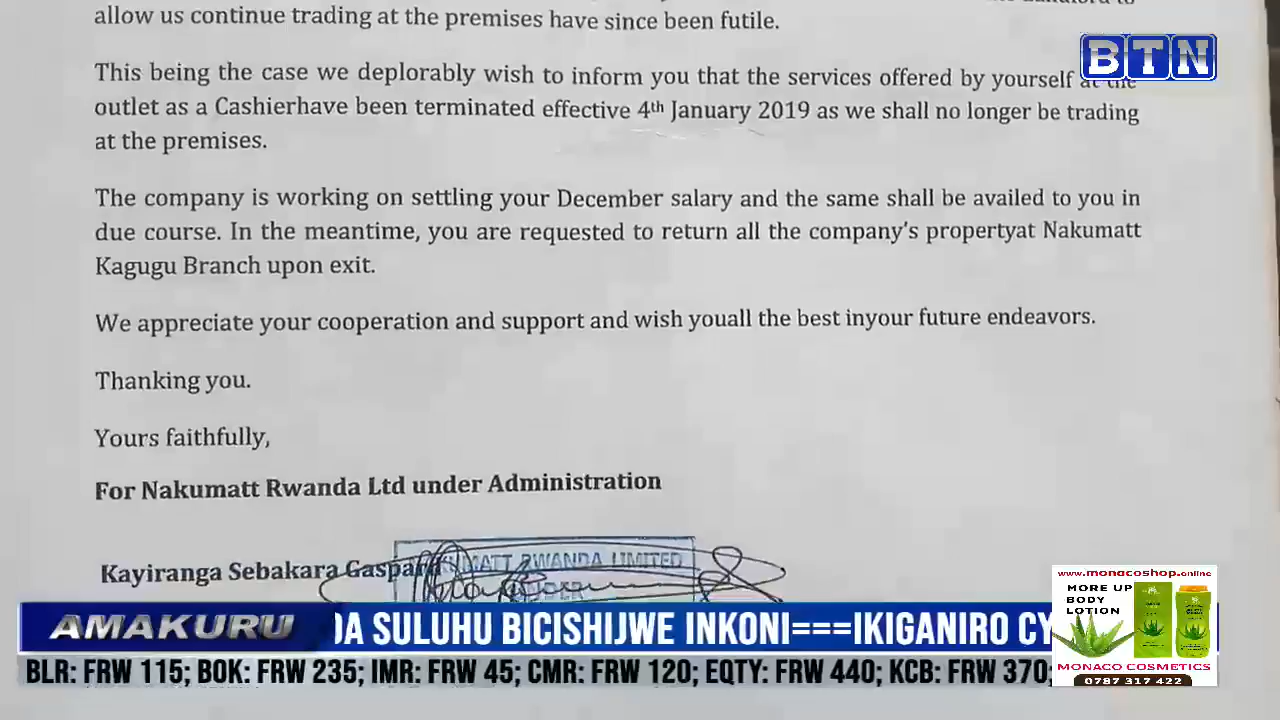 allow us continue trading at the premises have since been futile.
This being the case we deplorably wish to inform you that the services offered by yourself at the
outlet as a Cashierhave been terminated effective 4th January 2019 as we shall no longer be trading
at the premises.
The company is working on settling your December salary and the same shall be availed to you in
due course. In the meantime, you are requested to return all the company's propertyat Nakumatt
Kagugu Branch upon exit.
We appreciate your cooperation and support and wish youall the best inyour future endeavors.
Thanking you.
Yours faithfully,
For Nakumatt Rwanda Ltd under Administration
Kayiranga Sebakara Gaspard
MATT RWANDA LIMITED
BTN
AMAKURU
DA SULUHU BICISHIJWE INKONI===IKIGANIRO CY
BLR: FRW 115; BOK: FRW 235; IMR: FRW 45; CMR: FRW 120; EQTY: FRW 440; KCB: FRW 370;
www.monacoshop.online
MORE UP
BODY
LOTION
MONACO COSMETICS
0787 317 422